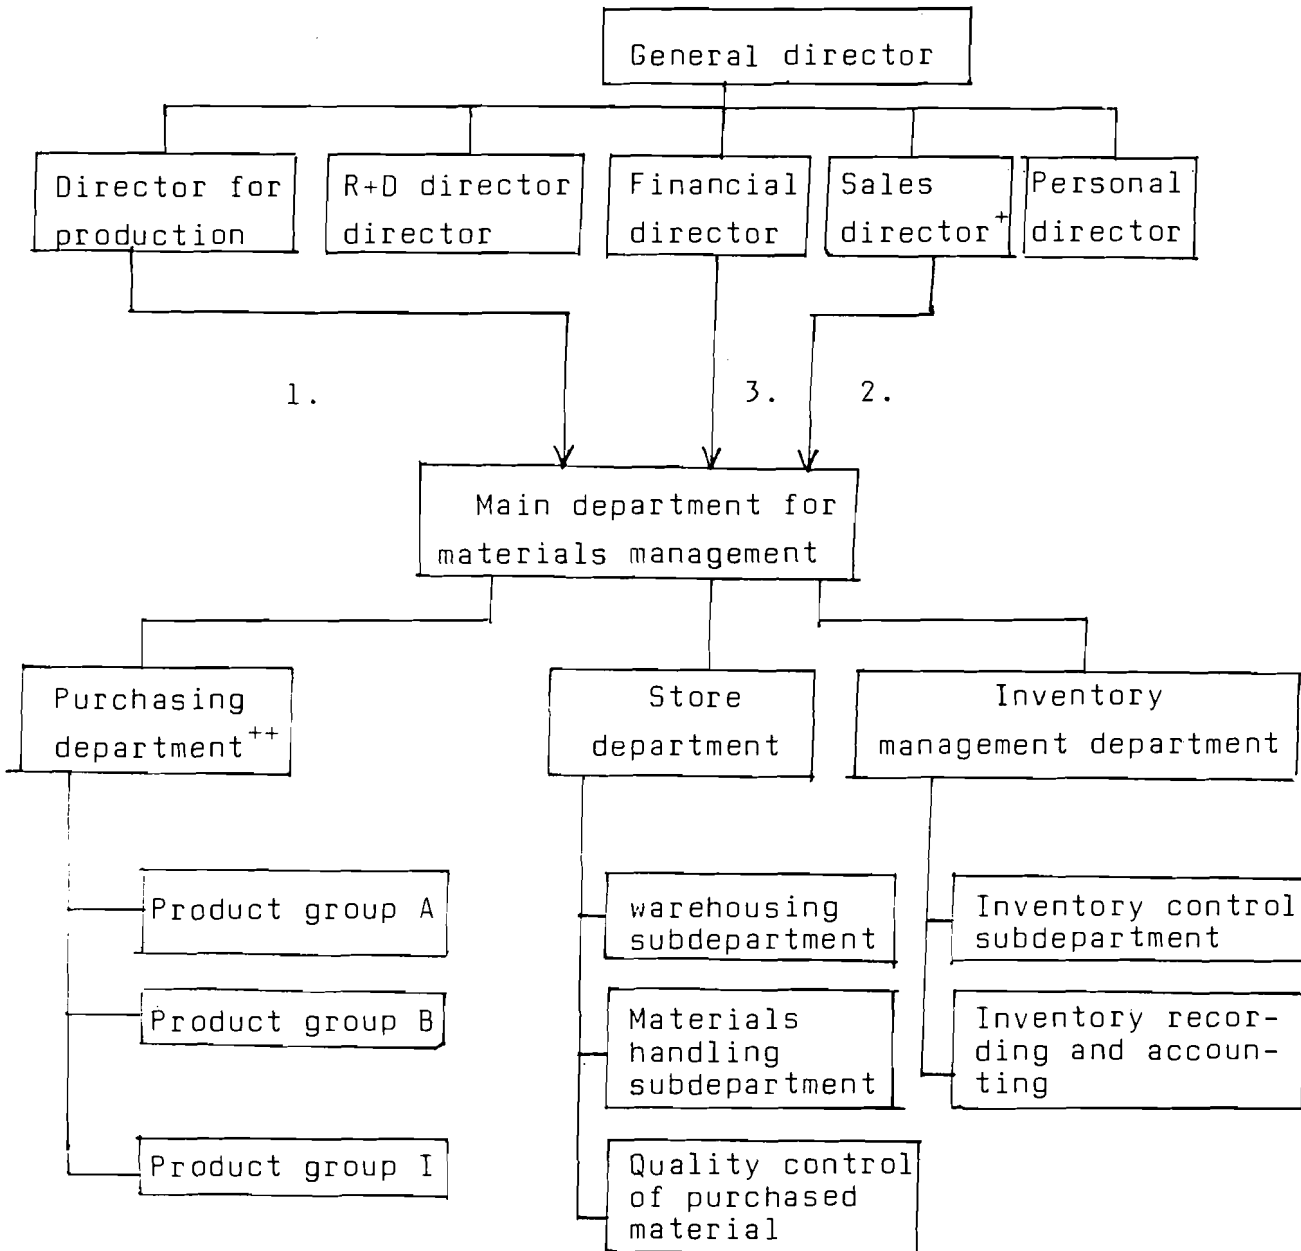 General director
Director for
production
R+D director
director
Financial
director
Sales
director+
Personal
director
1.
3.
2.
Main department for
materials management
Purchasing
department++
Store
department
Inventory
management department
Product group A
Product group B
Product group I
warehousing
subdepartment
Materials
handling
subdepartment
Quality control
of purchased
material
Inventory control
subdepartment
Inventory recor-
ding and accoun-
ting